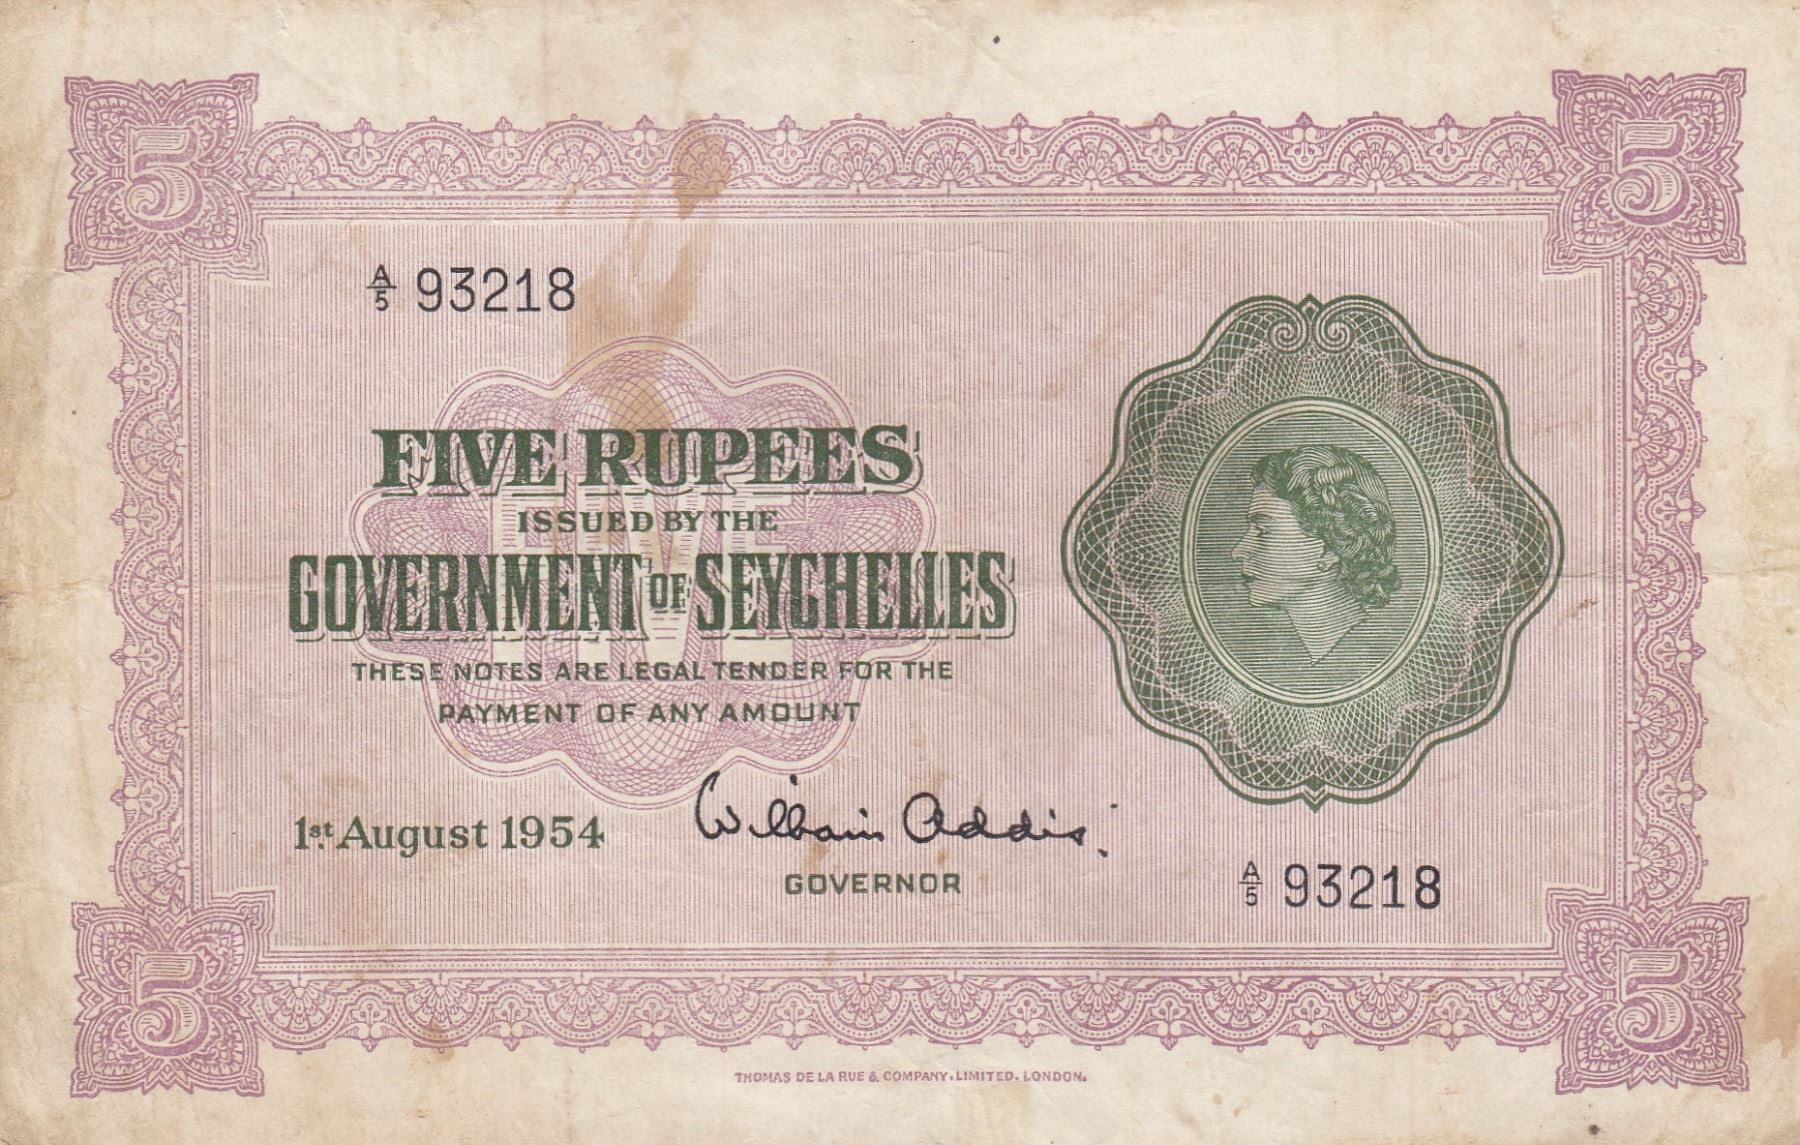 5 5
A/5 93218
FIVE RUPEES
FIVE
ISSUED BY THE
GOVERNMENT OF SEYCHELLES
THESE NOTES ARE LEGAL TENDER FOR THE
PAYMENT OF ANY AMOUNT
1st August 1954
William Addis
GOVERNOR
A/5 93218
5 5
THOMAS DE LA RUE & COMPANY, LIMITED, LONDON.